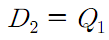 D₂ = Q₁